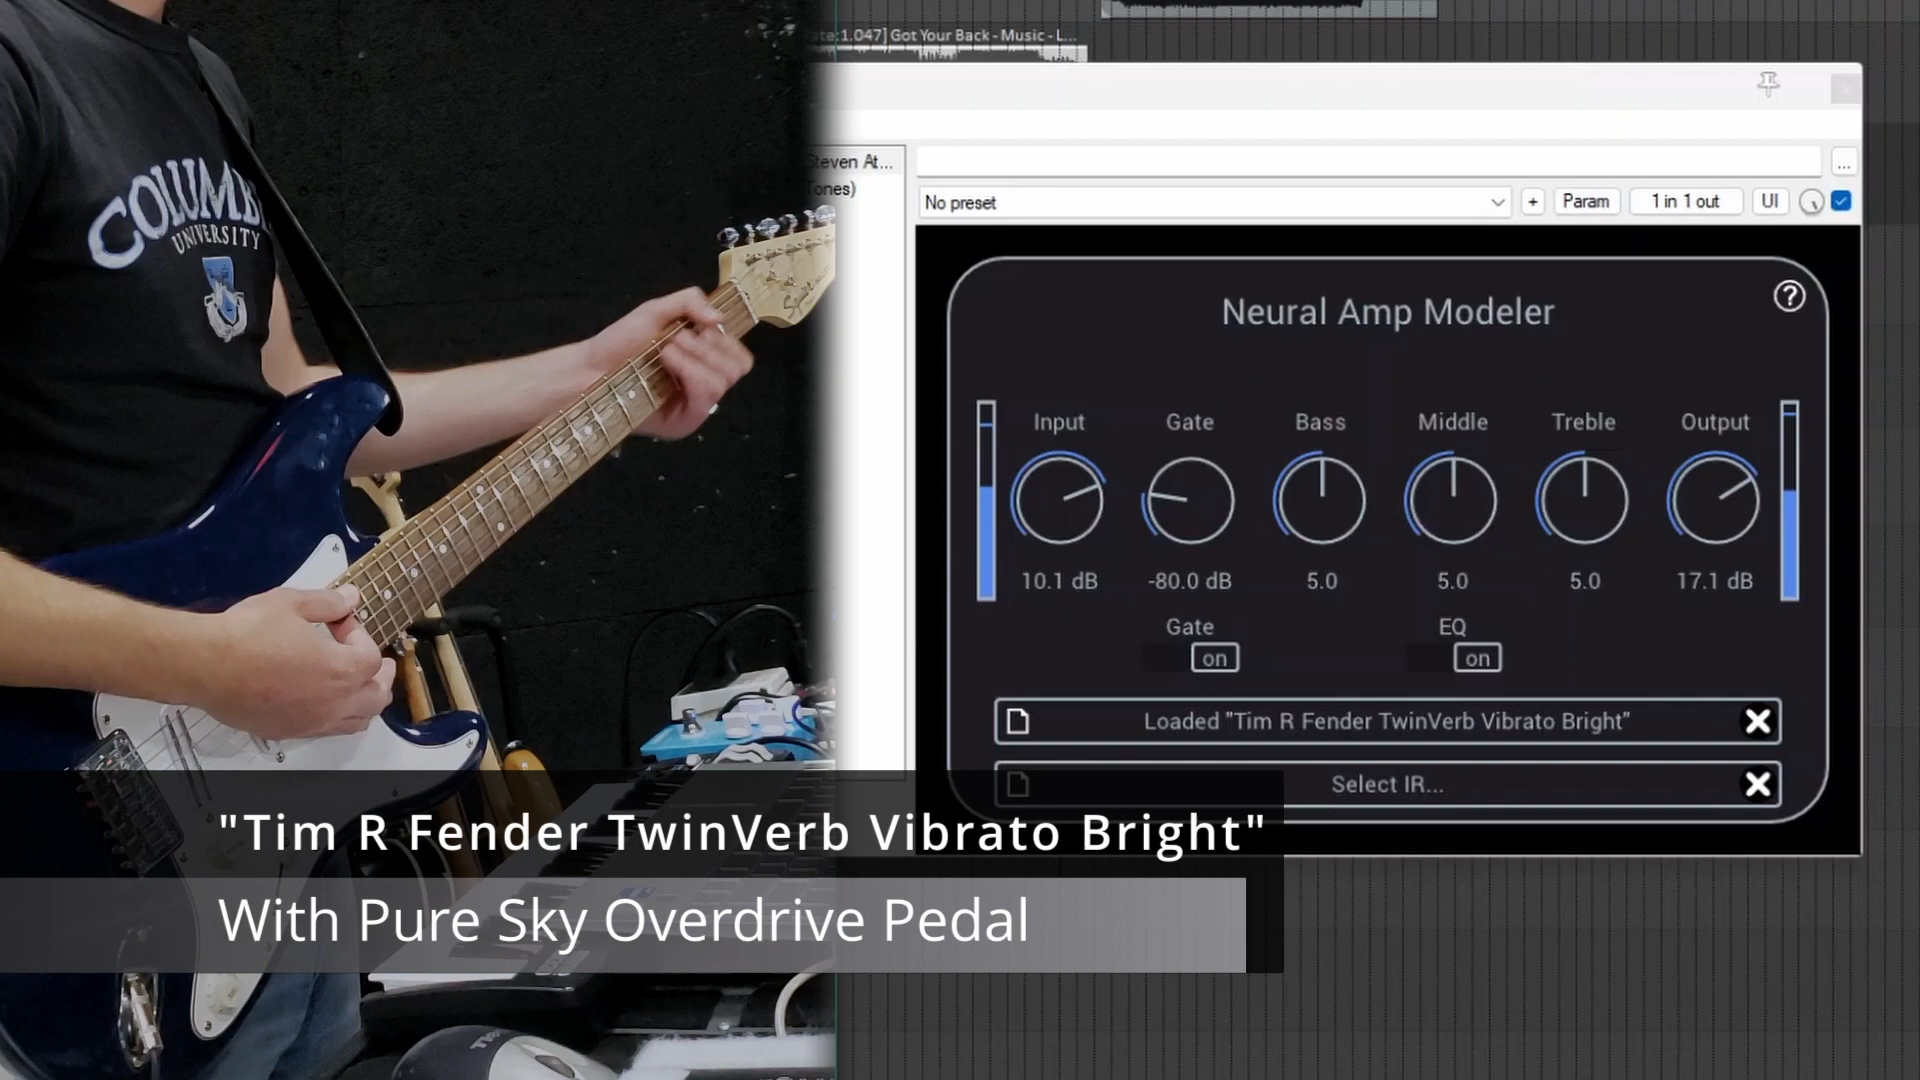 ate:1.047] Got Your Back - Music - L...
Steven At...
Tones)
...
No preset
+
Param
1 in 1 out
UI
COLUMB
UNIVERSITY
Neural Amp Modeler
?
Input
Gate
Bass
Middle
Treble
Output
10.1 dB
-80.0 dB
5.0
5.0
5.0
17.1 dB
Gate
EQ
on
on
Loaded "Tim R Fender TwinVerb Vibrato Bright"
Select IR...
"Tim R Fender TwinVerb Vibrato Bright"
With Pure Sky Overdrive Pedal